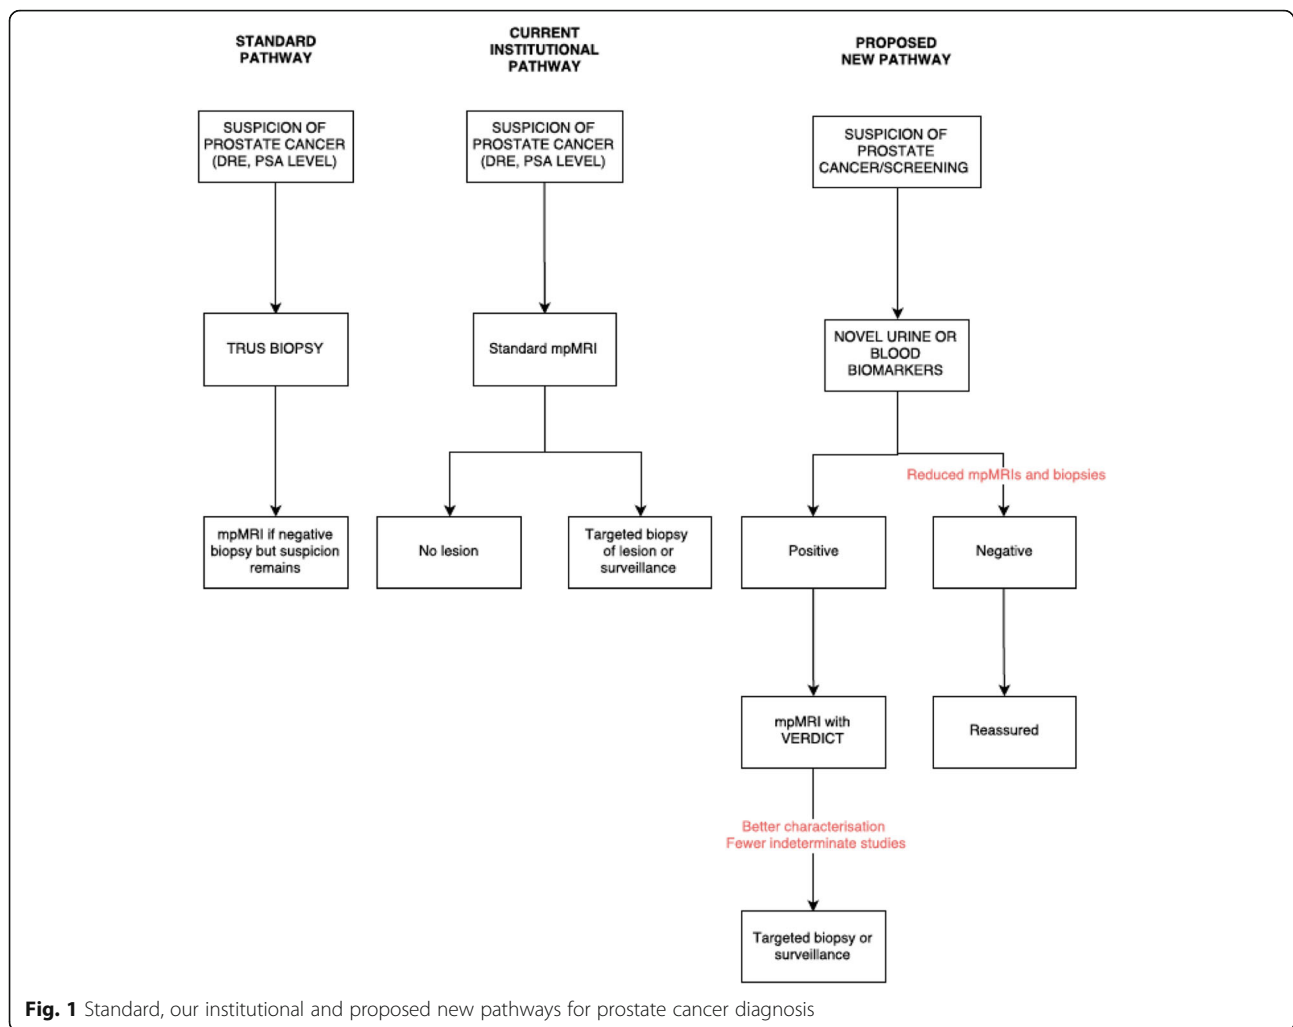 STANDARD
PATHWAY
SUSPICION OF
PROSTATE CANCER
(DRE, PSA LEVEL)
TRUS BIOPSY
mpMRI if negative
biopsy but suspicion
remains
CURRENT
INSTITUTIONAL
PATHWAY
SUSPICION OF
PROSTATE CANCER
(DRE, PSA LEVEL)
Standard mpMRI
No lesion
Targeted biopsy
of lesion or
surveillance
PROPOSED
NEW PATHWAY
SUSPICION OF
PROSTATE
CANCER/SCREENING
NOVEL URINE OR
BLOOD
BIOMARKERS
Reduced mpMRIs and biopsies
Positive
Negative
mpMRI with
VERDICT
Reassured
Better characterisation
Fewer indeterminate studies
Targeted biopsy or
surveillance
Fig. 1 Standard, our institutional and proposed new pathways for prostate cancer diagnosis